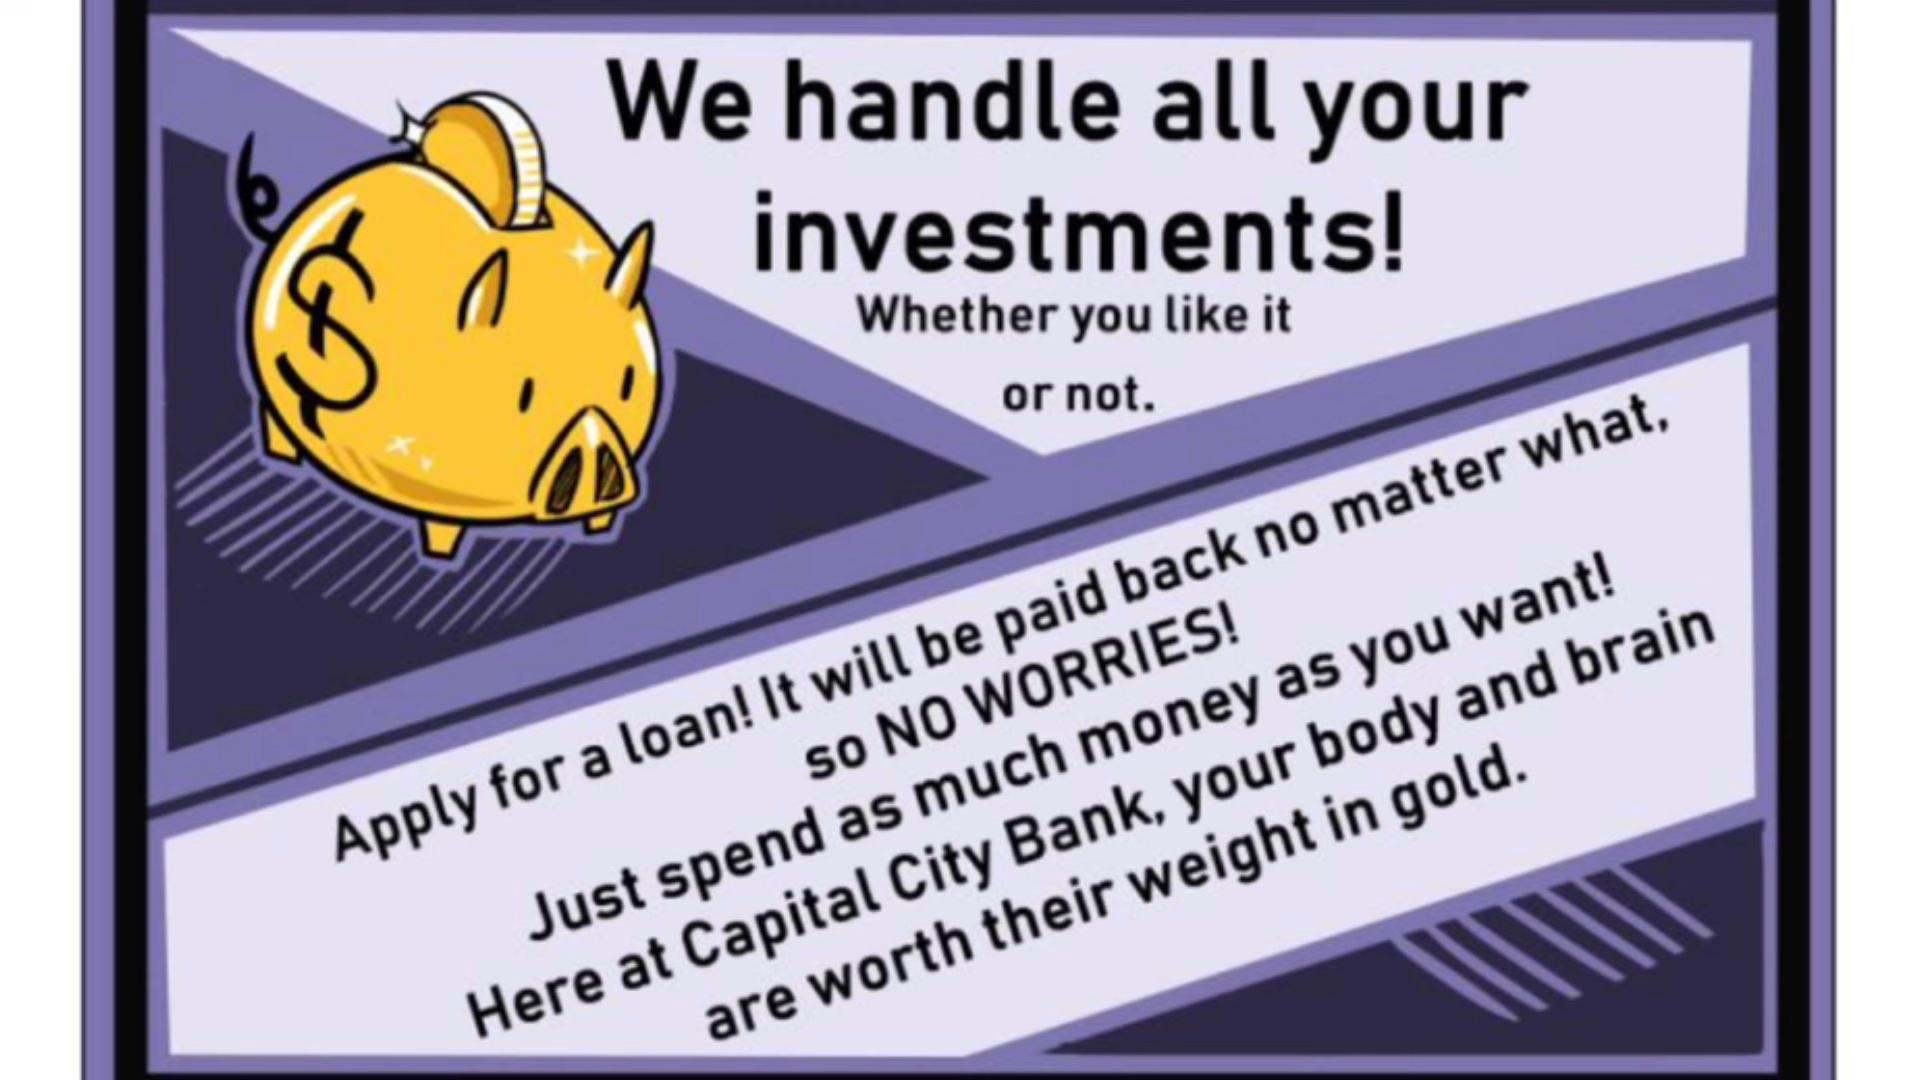 We handle all your
investments!
Whether you like it
or not.
Apply for a loan! It will be paid back no matter what,
so NO WORRIES!
Just spend as much money as you want!
Here at Capital City Bank, your body and brain
are worth their weight in gold.